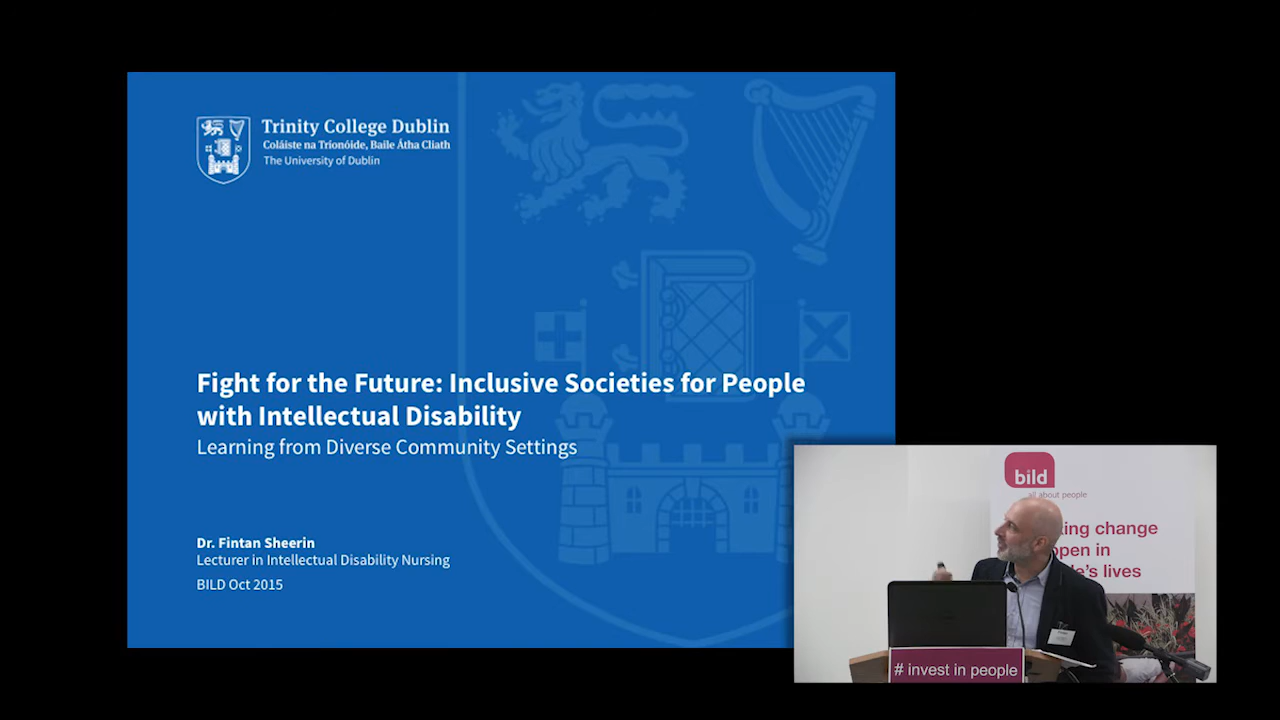 Trinity College Dublin
Coláiste na Tríonóide, Baile Átha Cliath
The University of Dublin
Fight for the Future: Inclusive Societies for People
with Intellectual Disability
Learning from Diverse Community Settings
Dr. Fintan Sheerin
Lecturer in Intellectual Disability Nursing
BILD Oct 2015
bild
all about people
king change
open in
le's lives
# invest in people